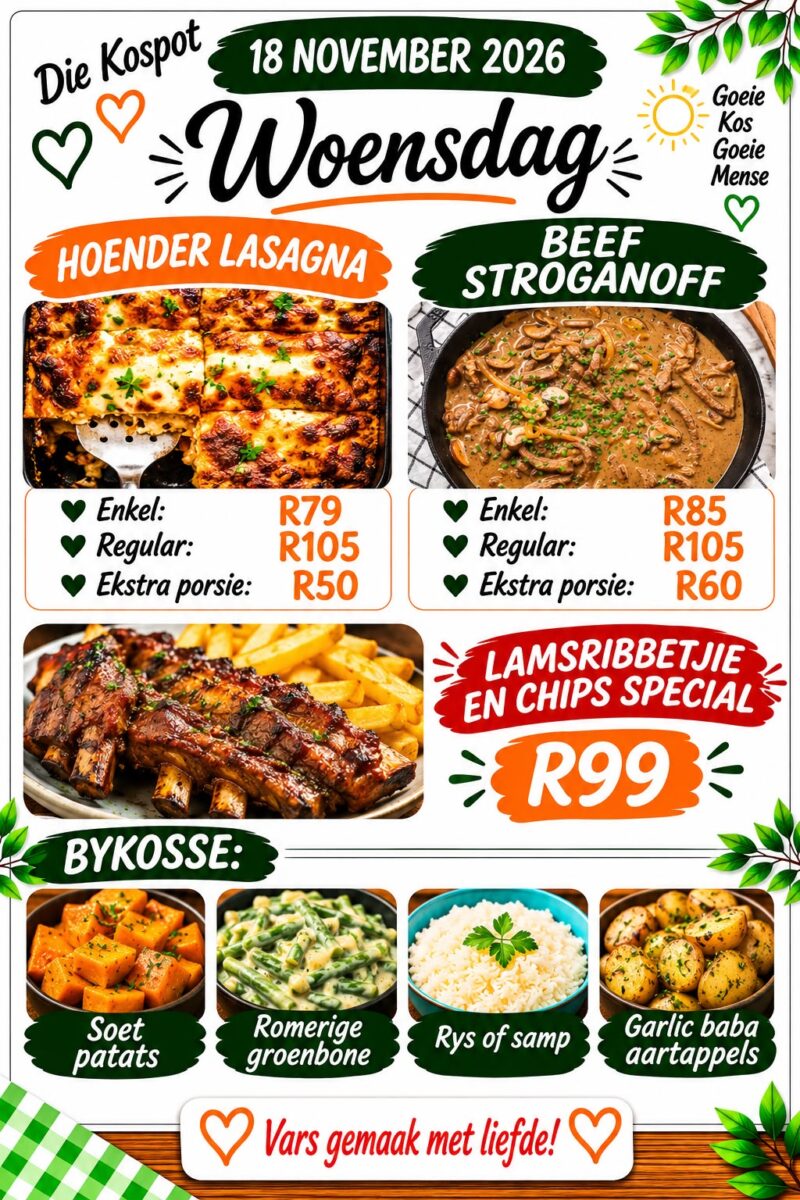 Die Kospot
18 NOVEMBER 2026
Woensdag
Goeie
Kos
Goeie
Mense
HOENDER LASAGNA
Enkel: R79
Regular: R105
Ekstra porsie: R50
BEEF
STROGANOFF
Enkel: R85
Regular: R105
Ekstra porsie: R60
LAMSRIBBETJIE
EN CHIPS SPECIAL
R99
BYKOSSE:
Soet
patats
Romerige
groenbone
Rys of samp
Garlic baba
aartappels
Vars gemaak met liefde!